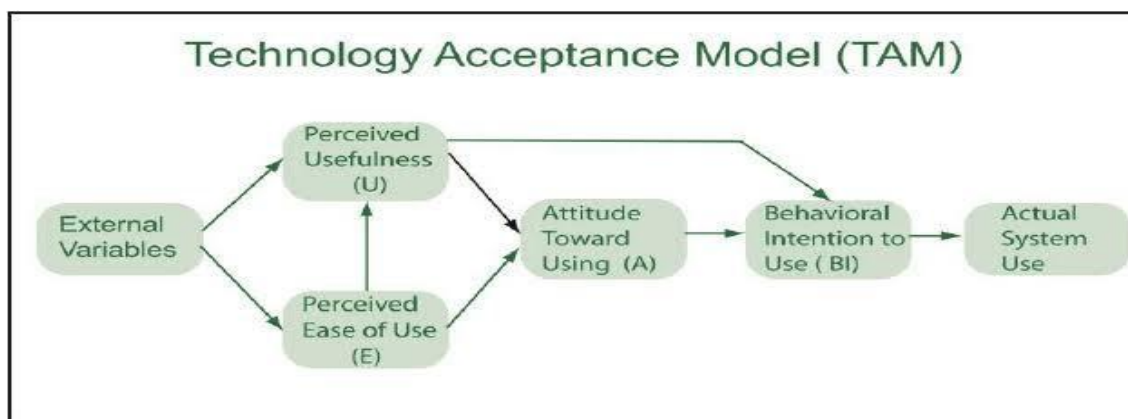 Technology Acceptance Model (TAM)
Perceived
Usefulness
(U)
External
Variables
Perceived
Ease of Use
(E)
Attitude
Toward
Using (A)
Behavioral
Intention to
Use ( BI)
Actual
System
Use